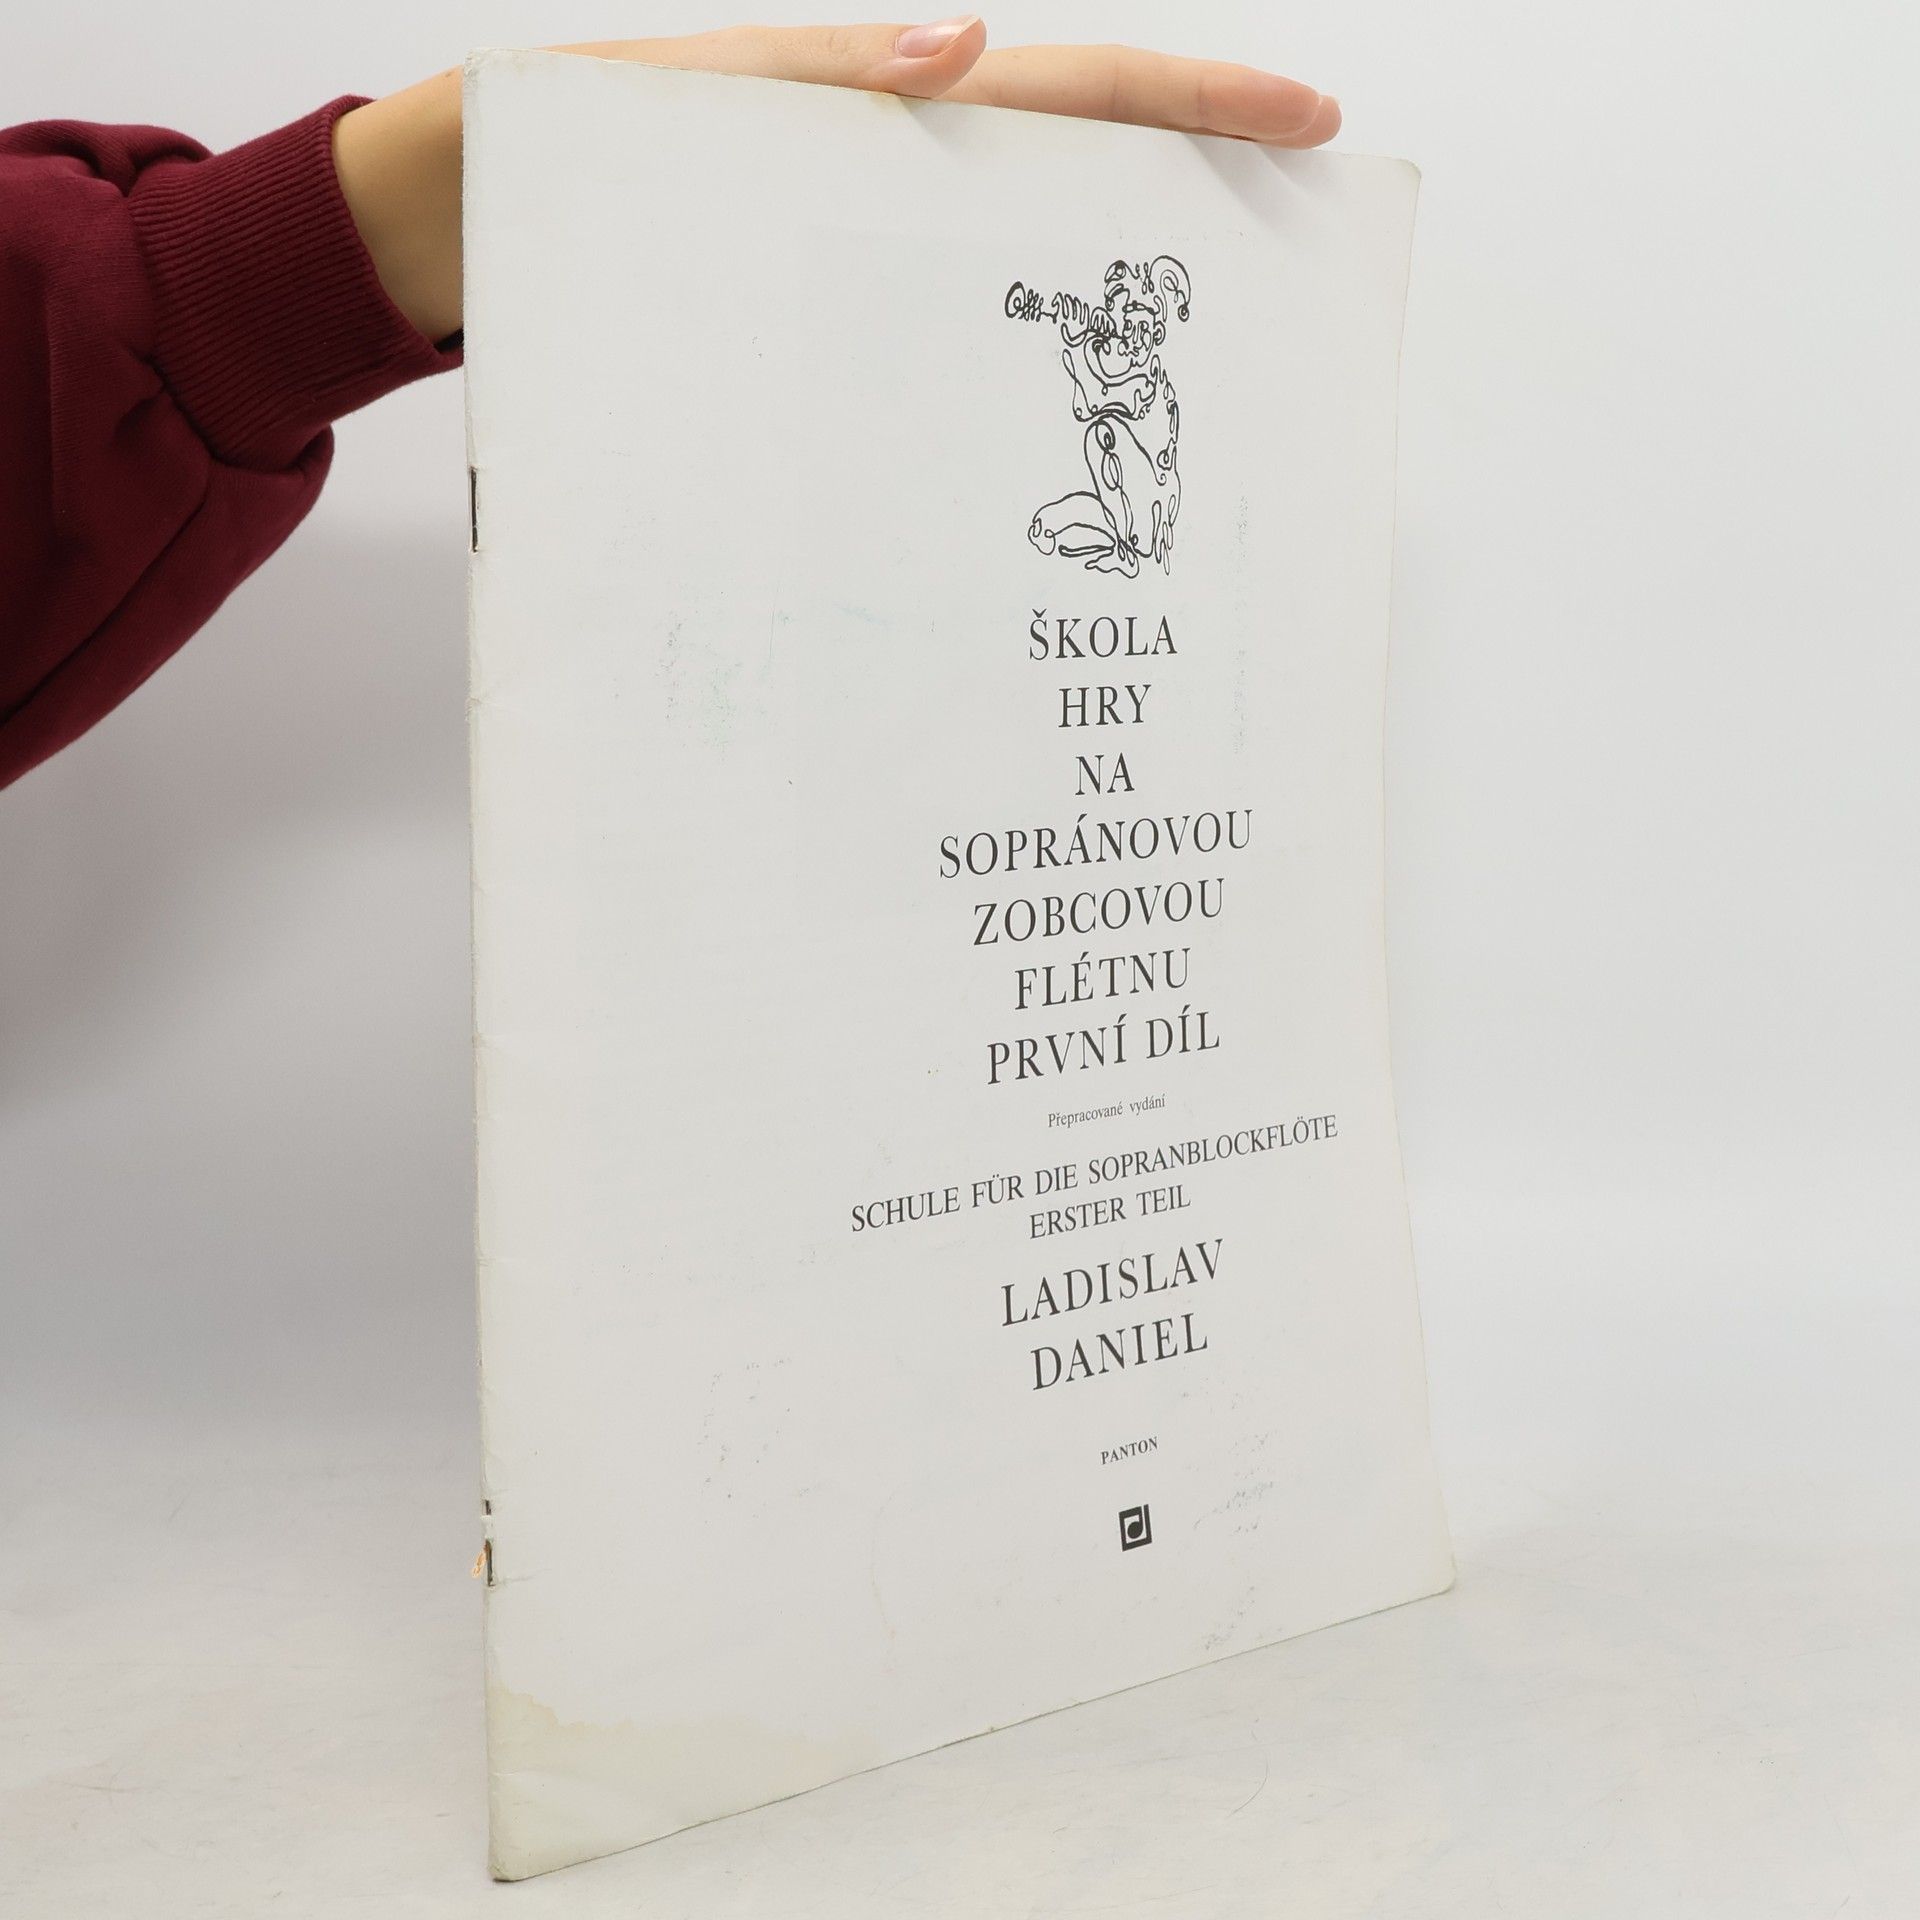 ŠKOLA
HRY
NA
SOPRÁNOVOU
ZOBCOVOU
FLÉTNU
PRVNÍ DÍL
Přepracované vydání
SCHULE FÜR DIE SOPRANBLOCKFLÖTE
ERSTER TEIL
LADISLAV
DANIEL
PANTON